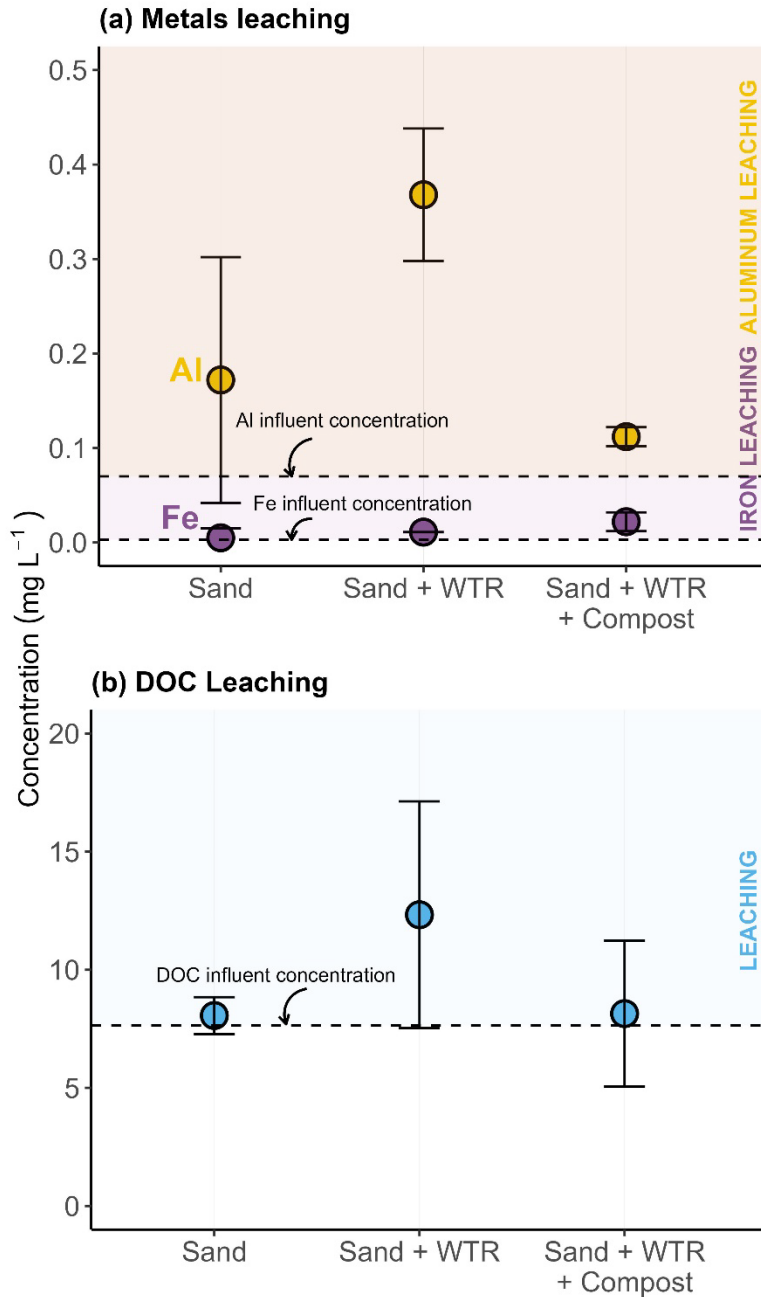 (a) Metals leaching
0.5
0.4
0.3
0.2
0.1
0.0
Al
Al influent concentration
Fe
Fe influent concentration
ALUMINUM LEACHING
IRON LEACHING
Sand
Sand + WTR
Sand + WTR
+ Compost
Concentration (mg L⁻¹)
(b) DOC Leaching
20
15
10
5
0
DOC influent concentration
LEACHING
Sand
Sand + WTR
Sand + WTR
+ Compost